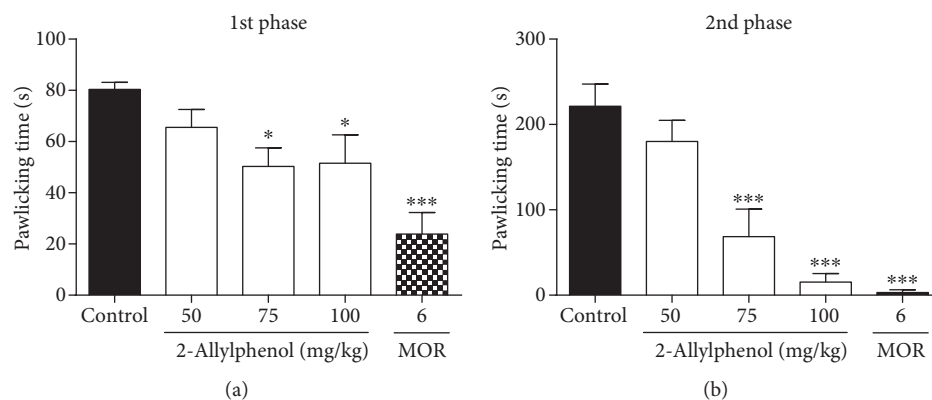 1st phase
Pawlicking time (s)
100
80
60
40
20
0
*
*
***
Control
50
75
100
6
2-Allylphenol (mg/kg)
MOR
(a)
2nd phase
Pawlicking time (s)
300
200
100
0
***
***
***
Control
50
75
100
6
2-Allylphenol (mg/kg)
MOR
(b)